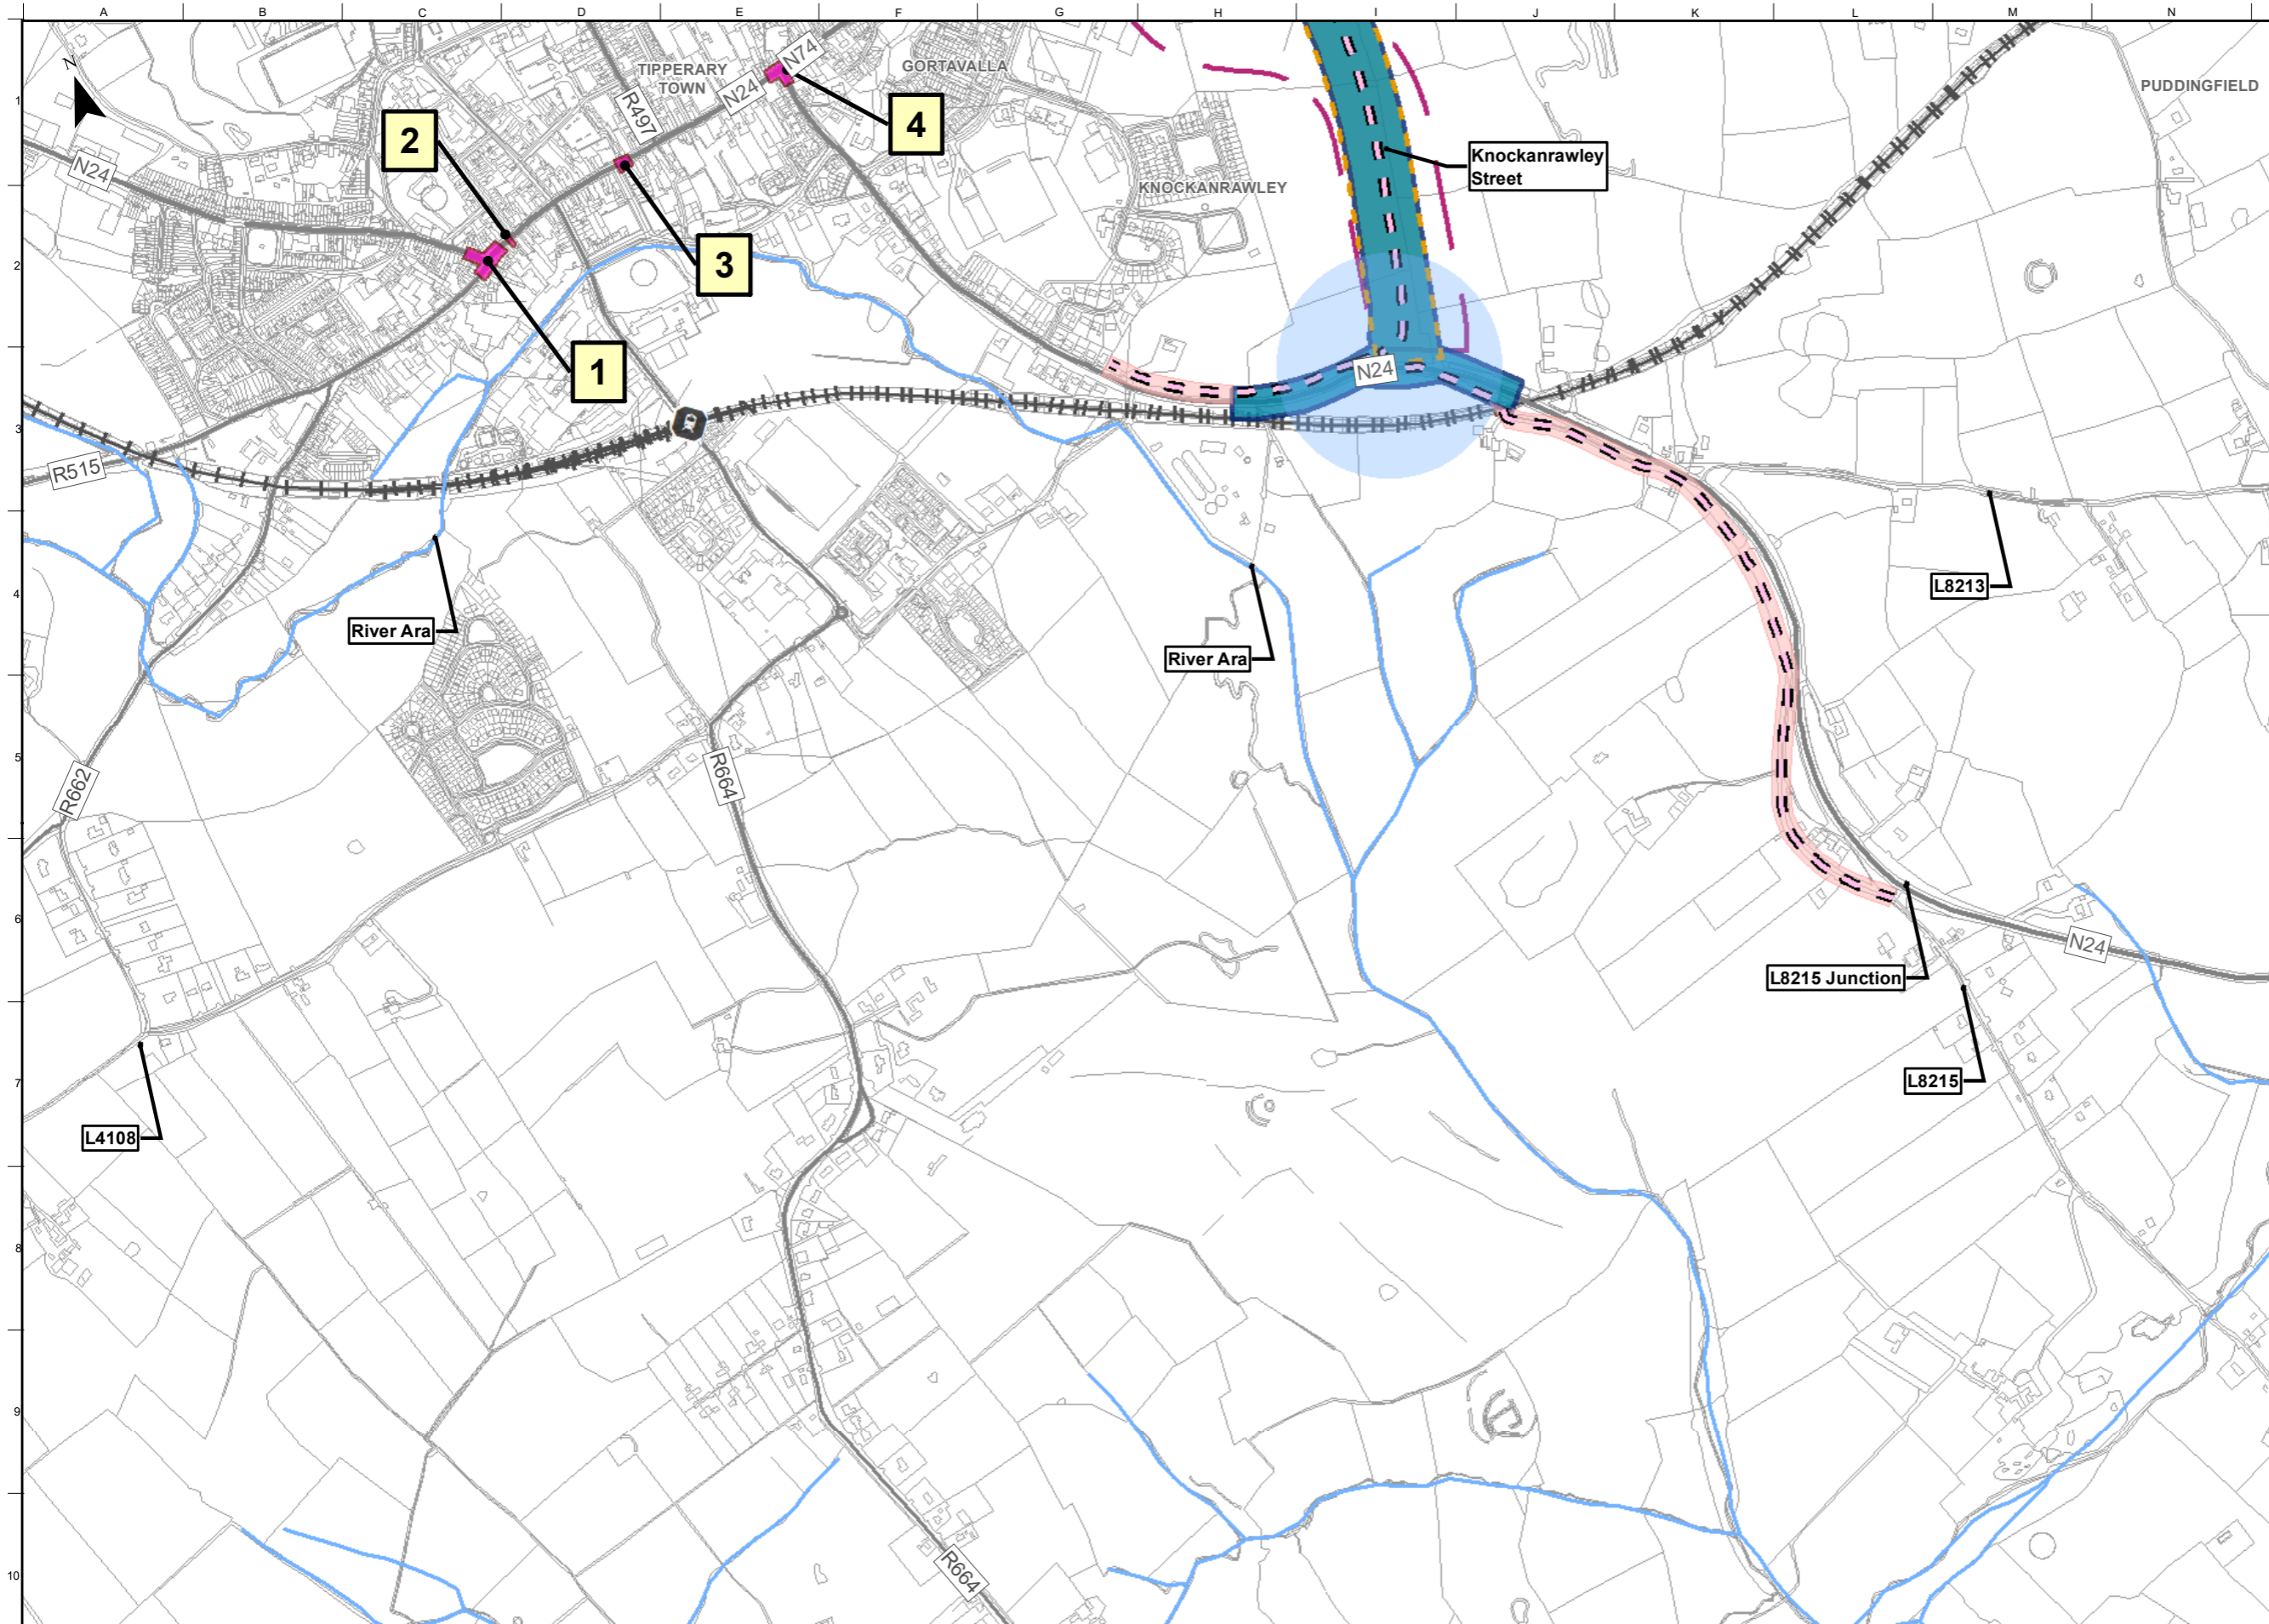 A B C D E F G H I J K L M N
1
2
3
4
5
6
7
8
9
10
N
N24
TIPPERARY
TOWN
R497
N24
N74
GORTAVALLA
PUDDINGFIELD
2
4
Knockanrawley
Street
KNOCKANRAWLEY
3
1
N24
R515
River Ara
River Ara
L8213
R662
R664
N24
L8215 Junction
L8215
L4108
R664